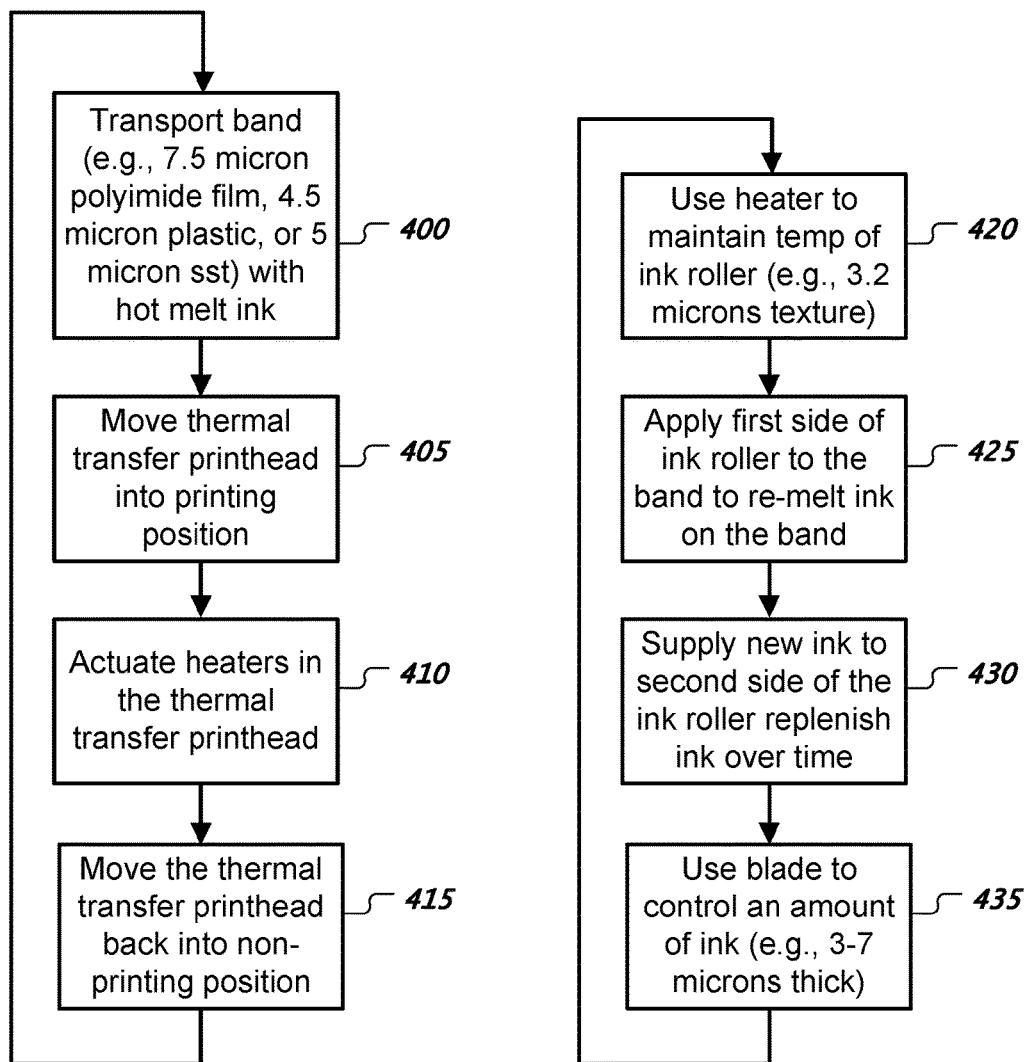 Transport band
(e.g., 7.5 micron
polyimide film, 4.5
micron plastic, or 5
micron sst) with
hot melt ink
400
Move thermal
transfer printhead
into printing
position
405
Actuate heaters in
the thermal
transfer printhead
410
Move the thermal
transfer printhead
back into non-
printing position
415
Use heater to
maintain temp of
ink roller (e.g., 3.2
microns texture)
420
Apply first side of
ink roller to the
band to re-melt ink
on the band
425
Supply new ink to
second side of the
ink roller replenish
ink over time
430
Use blade to
control an amount
of ink (e.g., 3-7
microns thick)
435